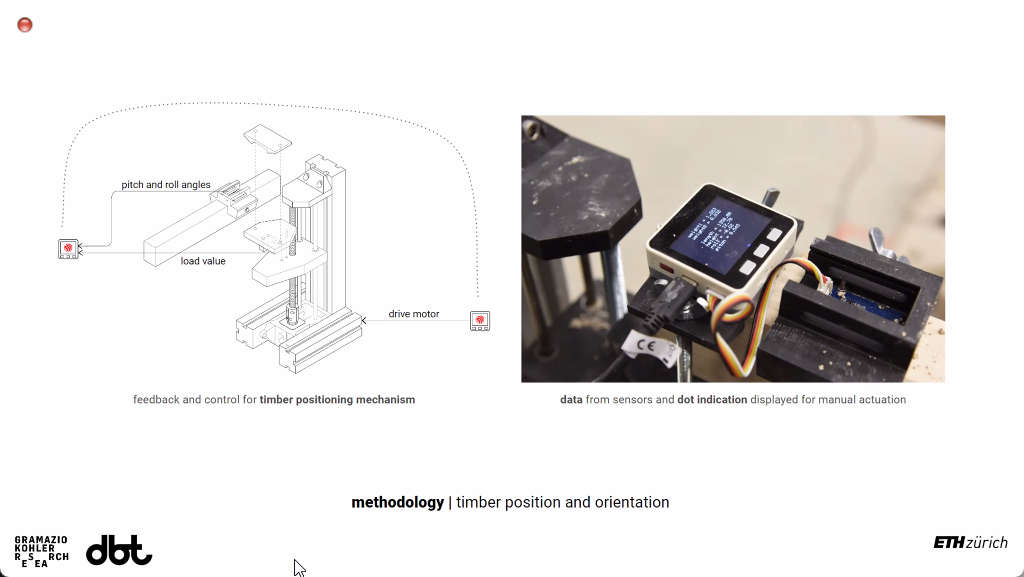 pitch and roll angles
load value
drive motor
feedback and control for timber positioning mechanism
CE
data from sensors and dot indication displayed for manual actuation
methodology | timber position and orientation
GRAMAZIO
KOHLER
RESEARCH
dbt
ETH zürich